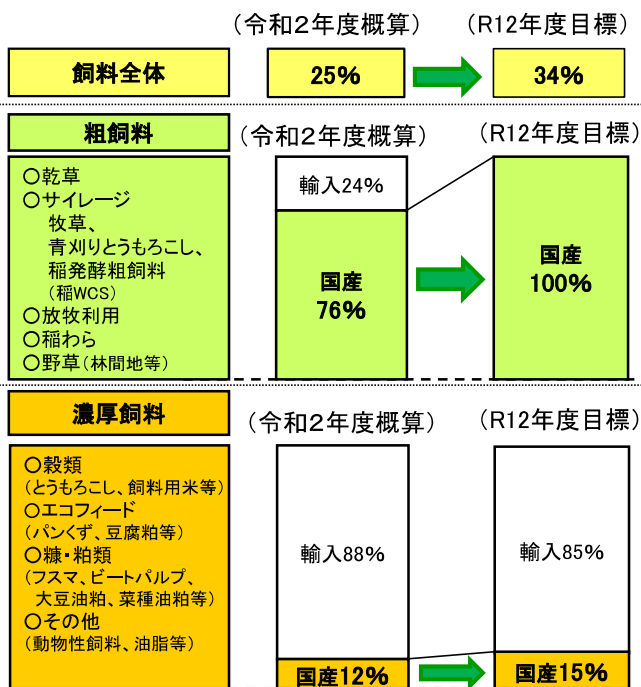 (令和2年度概算) (R12年度目標)
飼料全体 25% 34%
粗飼料 (令和2年度概算) (R12年度目標)
○乾草
○サイレージ
牧草、
青刈りとうもろこし、
稲発酵粗飼料
(稲WCS)
○放牧利用
○稲わら
○野草(林間地等)
輸入24%
国産
76%
国産
100%
濃厚飼料 (令和2年度概算) (R12年度目標)
○穀類
(とうもろこし、飼料用米等)
○エコフィード
(パンくず、豆腐粕等)
○糠・粕類
(フスマ、ビートパルプ、
大豆油粕、菜種油粕等)
○その他
(動物性飼料、油脂等)
輸入88%
国産12%
輸入85%
国産15%